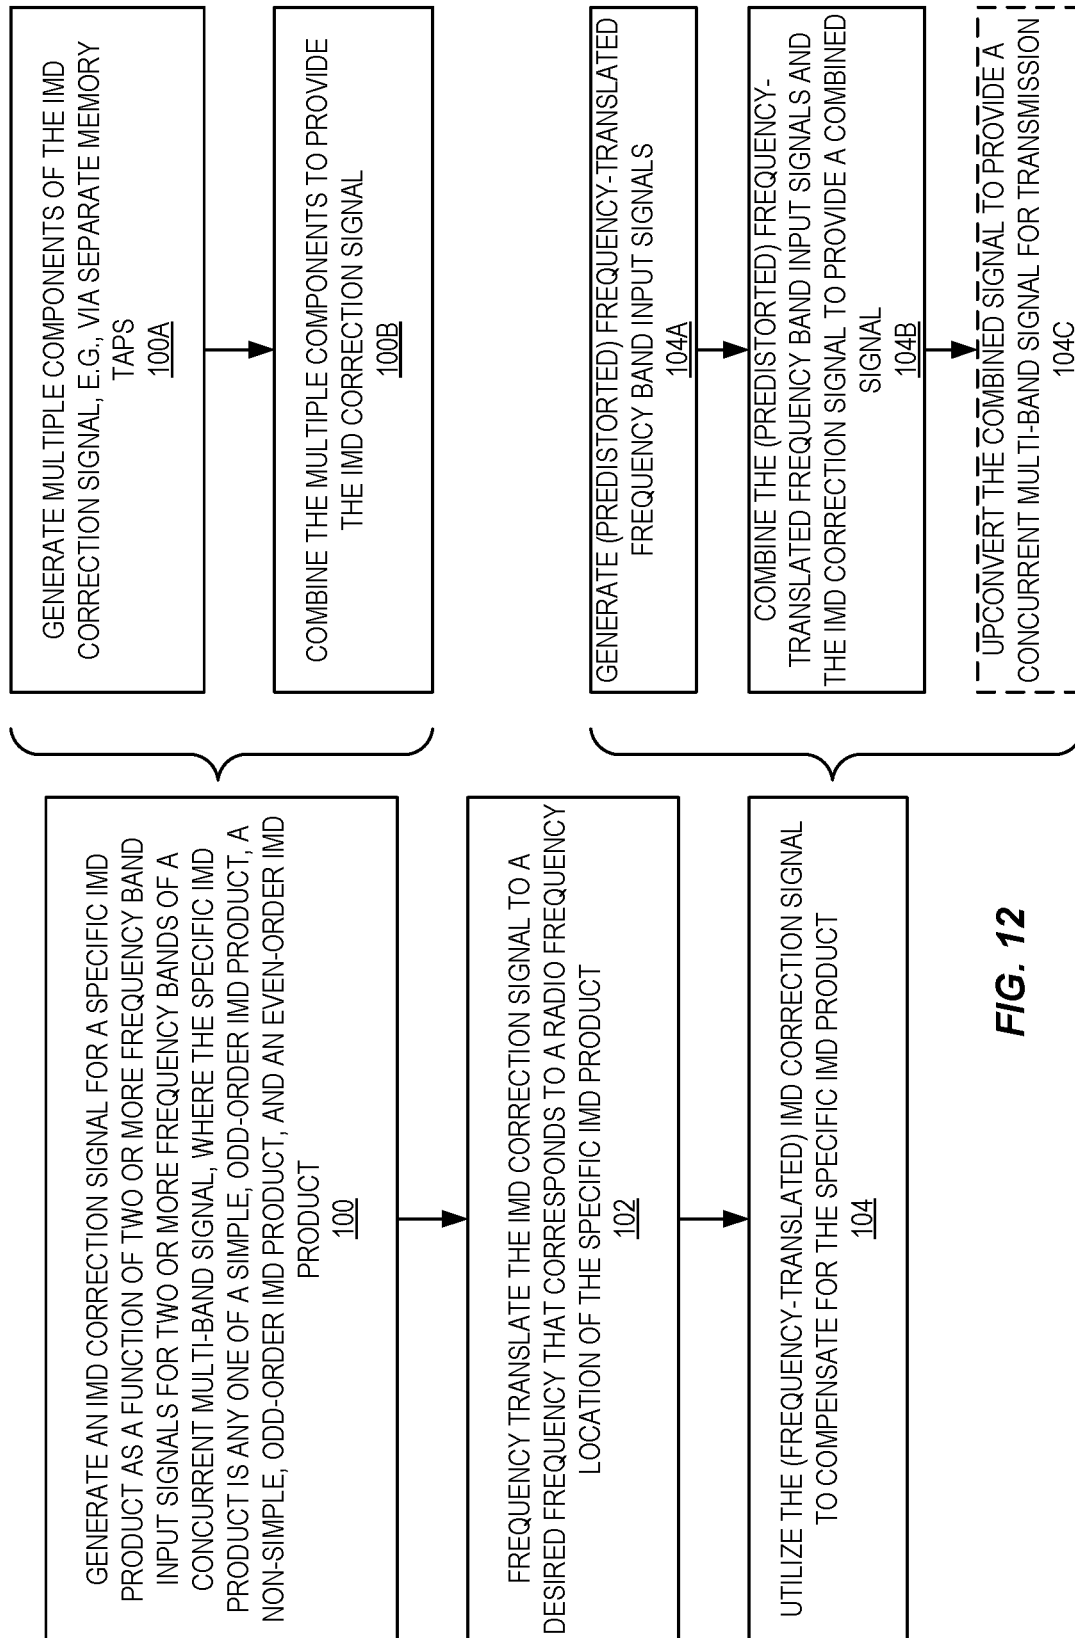 GENERATE AN IMD CORRECTION SIGNAL FOR A SPECIFIC IMD
PRODUCT AS A FUNCTION OF TWO OR MORE FREQUENCY BAND
INPUT SIGNALS FOR TWO OR MORE FREQUENCY BANDS OF A
CONCURRENT MULTI-BAND SIGNAL, WHERE THE SPECIFIC IMD
PRODUCT IS ANY ONE OF A SIMPLE, ODD-ORDER IMD PRODUCT, A
NON-SIMPLE, ODD-ORDER IMD PRODUCT, AND AN EVEN-ORDER IMD
PRODUCT
100
FREQUENCY TRANSLATE THE IMD CORRECTION SIGNAL TO A
DESIRED FREQUENCY THAT CORRESPONDS TO A RADIO FREQUENCY
LOCATION OF THE SPECIFIC IMD PRODUCT
102
UTILIZE THE (FREQUENCY-TRANSLATED) IMD CORRECTION SIGNAL
TO COMPENSATE FOR THE SPECIFIC IMD PRODUCT
104
GENERATE MULTIPLE COMPONENTS OF THE IMD
CORRECTION SIGNAL, E.G., VIA SEPARATE MEMORY
TAPS
100A
COMBINE THE MULTIPLE COMPONENTS TO PROVIDE
THE IMD CORRECTION SIGNAL
100B
GENERATE (PREDISTORTED) FREQUENCY-TRANSLATED
FREQUENCY BAND INPUT SIGNALS
104A
COMBINE THE (PREDISTORTED) FREQUENCY-
TRANSLATED FREQUENCY BAND INPUT SIGNALS AND
THE IMD CORRECTION SIGNAL TO PROVIDE A COMBINED
SIGNAL
104B
UPCONVERT THE COMBINED SIGNAL TO PROVIDE A
CONCURRENT MULTI-BAND SIGNAL FOR TRANSMISSION
104C
FIG. 12